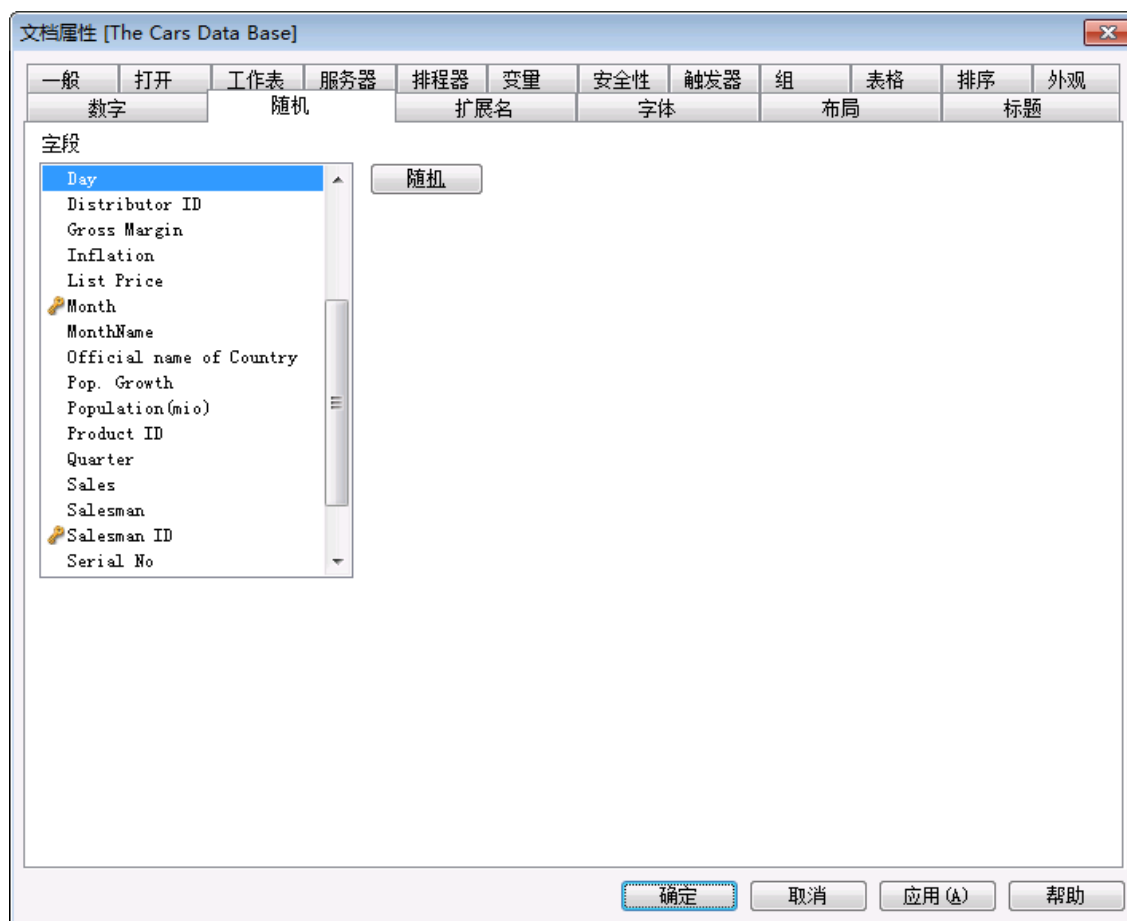 文档属性 [The Cars Data Base]
一般 打开 工作表 服务器 排程器 变量 安全性 触发器 组 表格 排序 外观
数字 随机 扩展名 字体 布局 标题
字段
随机
Day
Distributor ID
Gross Margin
Inflation
List Price
Month
MonthName
Official name of Country
Pop. Growth
Population(mio)
Product ID
Quarter
Sales
Salesman
Salesman ID
Serial No
确定 取消 应用(A) 帮助